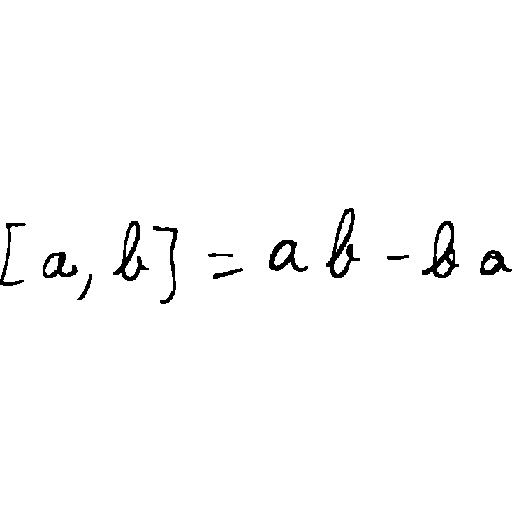 [a, b] = ab - ba